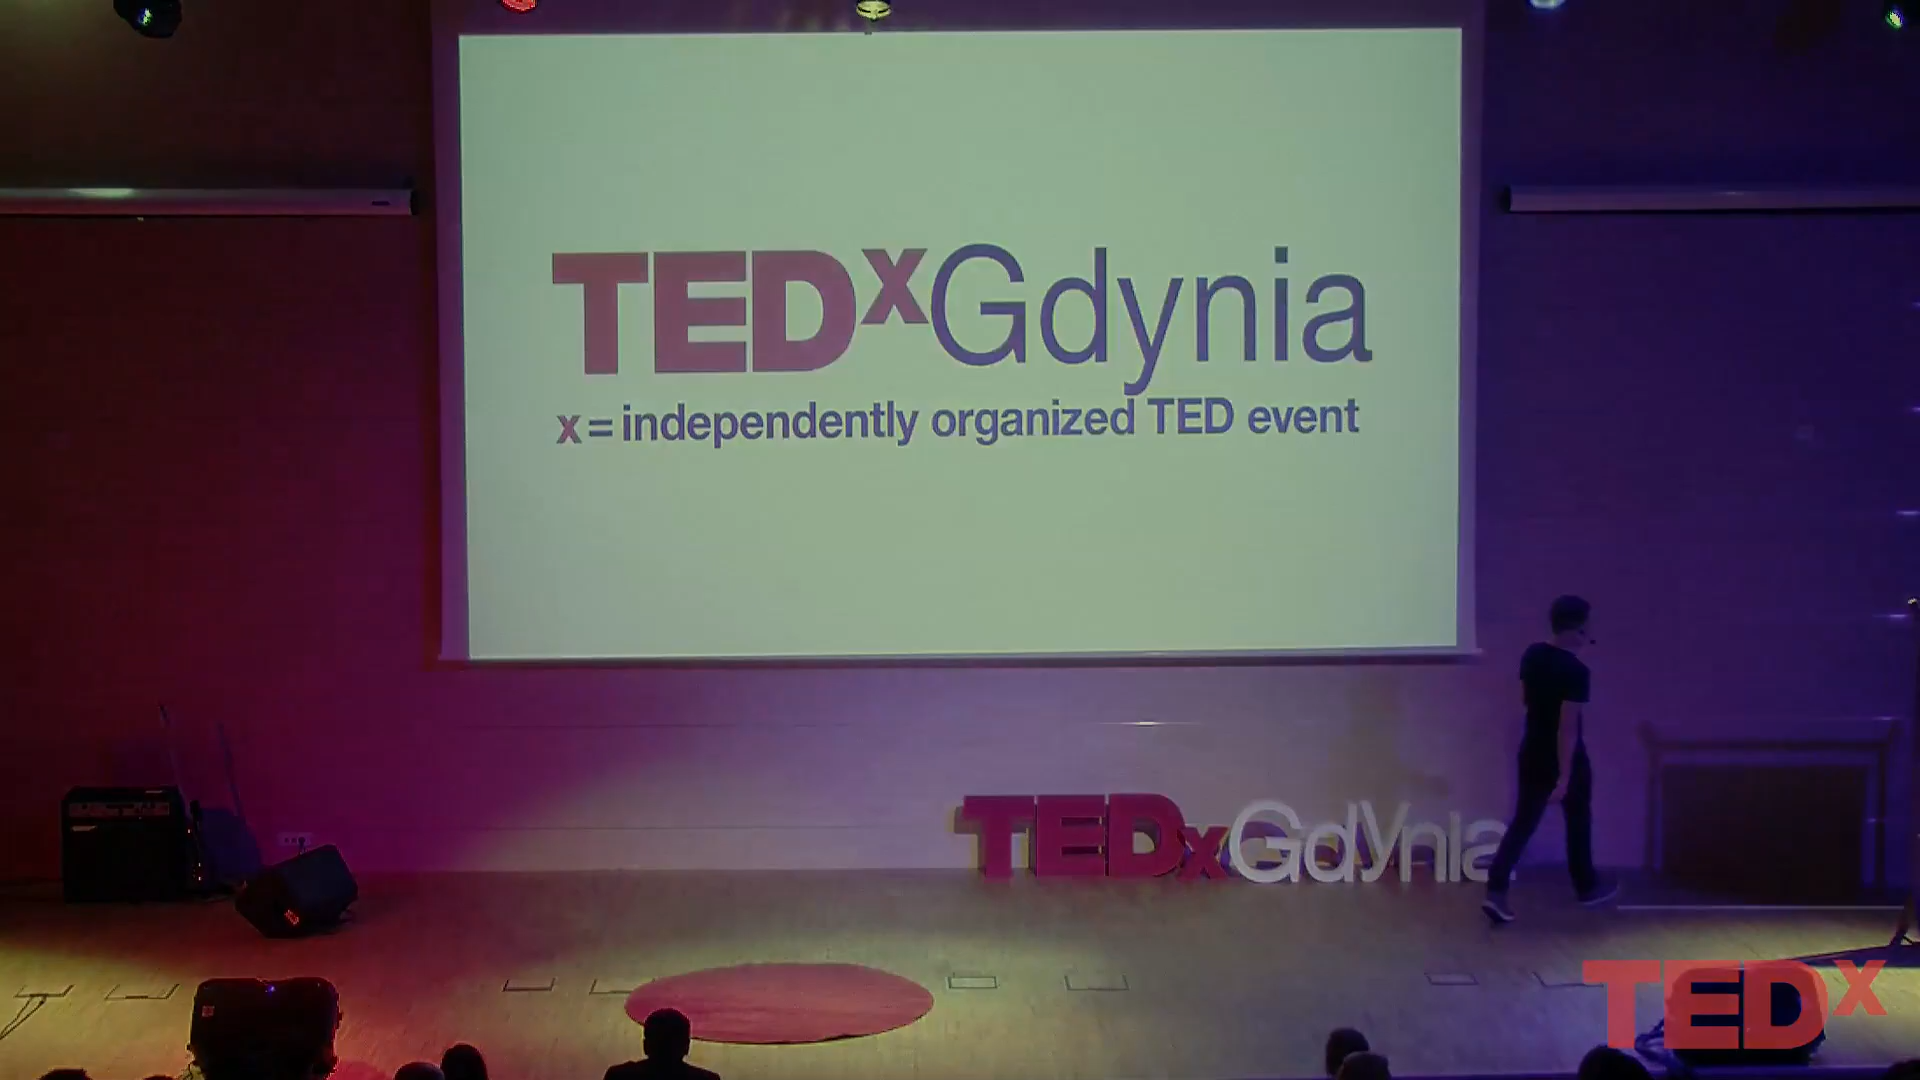 TEDxGdynia
x = independently organized TED event
TEDxGdynia
TEDx